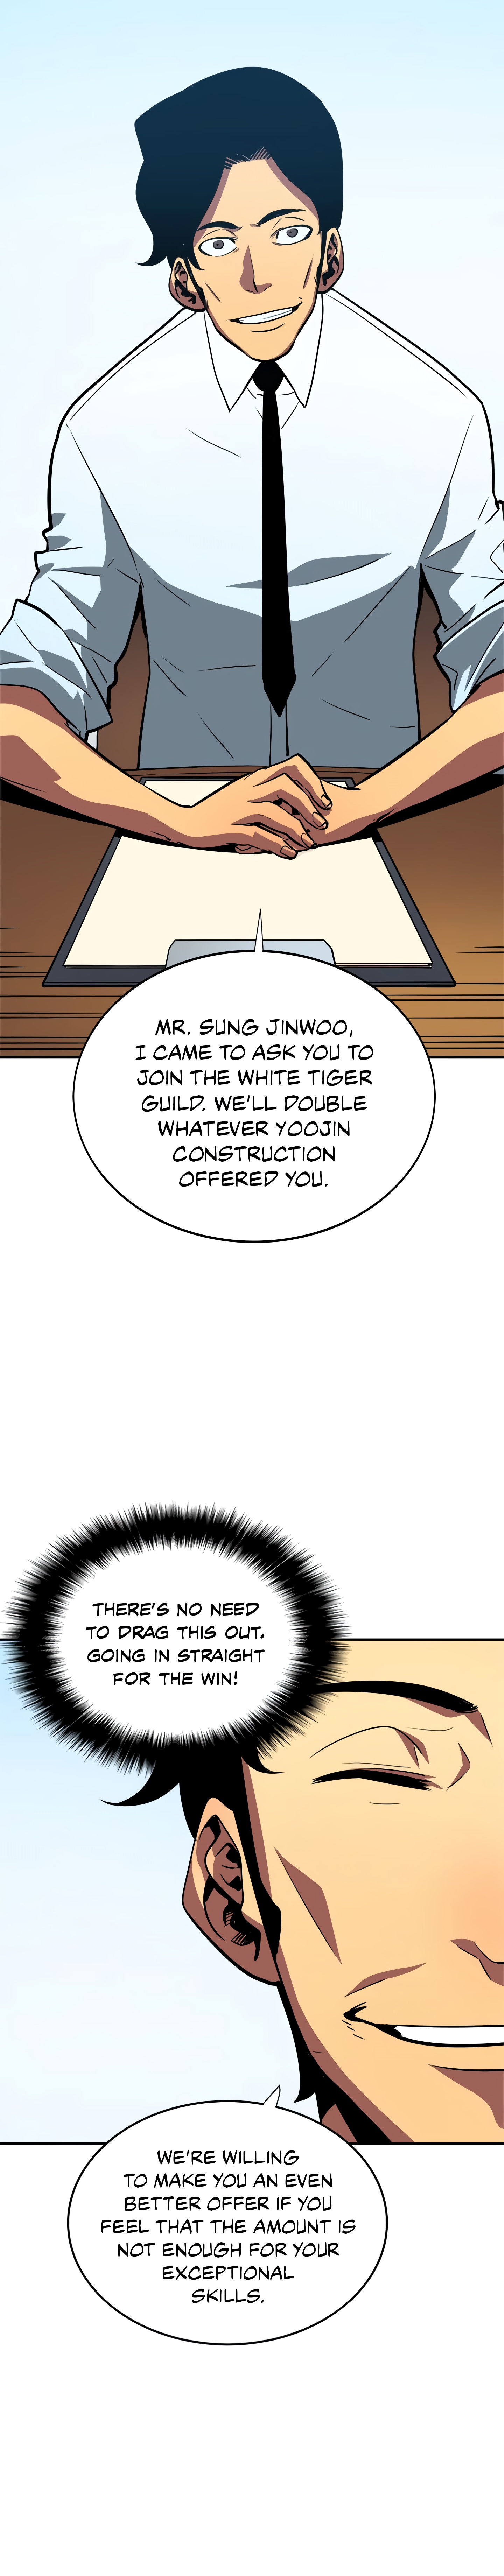 MR. SUNG JINWOO,
I CAME TO ASK YOU TO
JOIN THE WHITE TIGER
GUILD. WE'LL DOUBLE
WHATEVER YOOJIN
CONSTRUCTION
OFFERED YOU.
THERE'S NO NEED
TO DRAG THIS OUT.
GOING IN STRAIGHT
FOR THE WIN!
WE'RE WILLING
TO MAKE YOU AN EVEN
BETTER OFFER IF YOU
FEEL THAT THE AMOUNT IS
NOT ENOUGH FOR YOUR
EXCEPTIONAL
SKILLS.